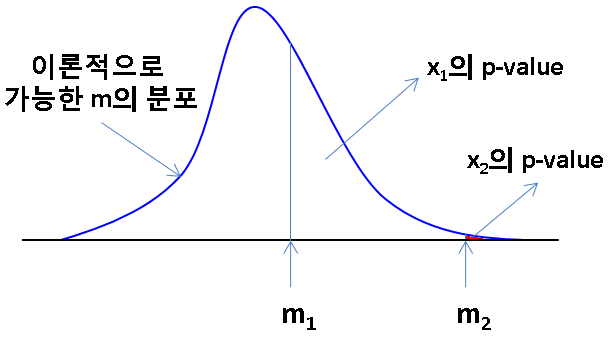 이론적으로
가능한 m의 분포
x₁의 p-value
x₂의 p-value
m₁
m₂